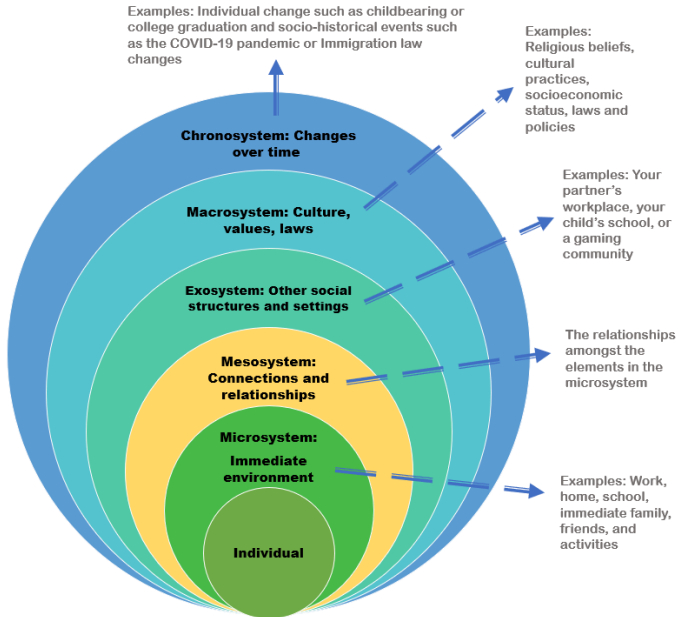 Examples: Individual change such as childbearing or
college graduation and socio-historical events such
as the COVID-19 pandemic or Immigration law
changes
Examples:
Religious beliefs,
cultural
practices,
socioeconomic
status, laws and
policies
Chronosystem: Changes
over time
Examples: Your
partner's
workplace, your
child's school, or
a gaming
community
Macrosystem: Culture,
values, laws
Exosystem: Other social
structures and settings
The relationships
amongst the
elements in the
microsystem
Mesosystem:
Connections and
relationships
Microsystem:
Immediate
environment
Examples: Work,
home, school,
immediate family,
friends, and
activities
Individual